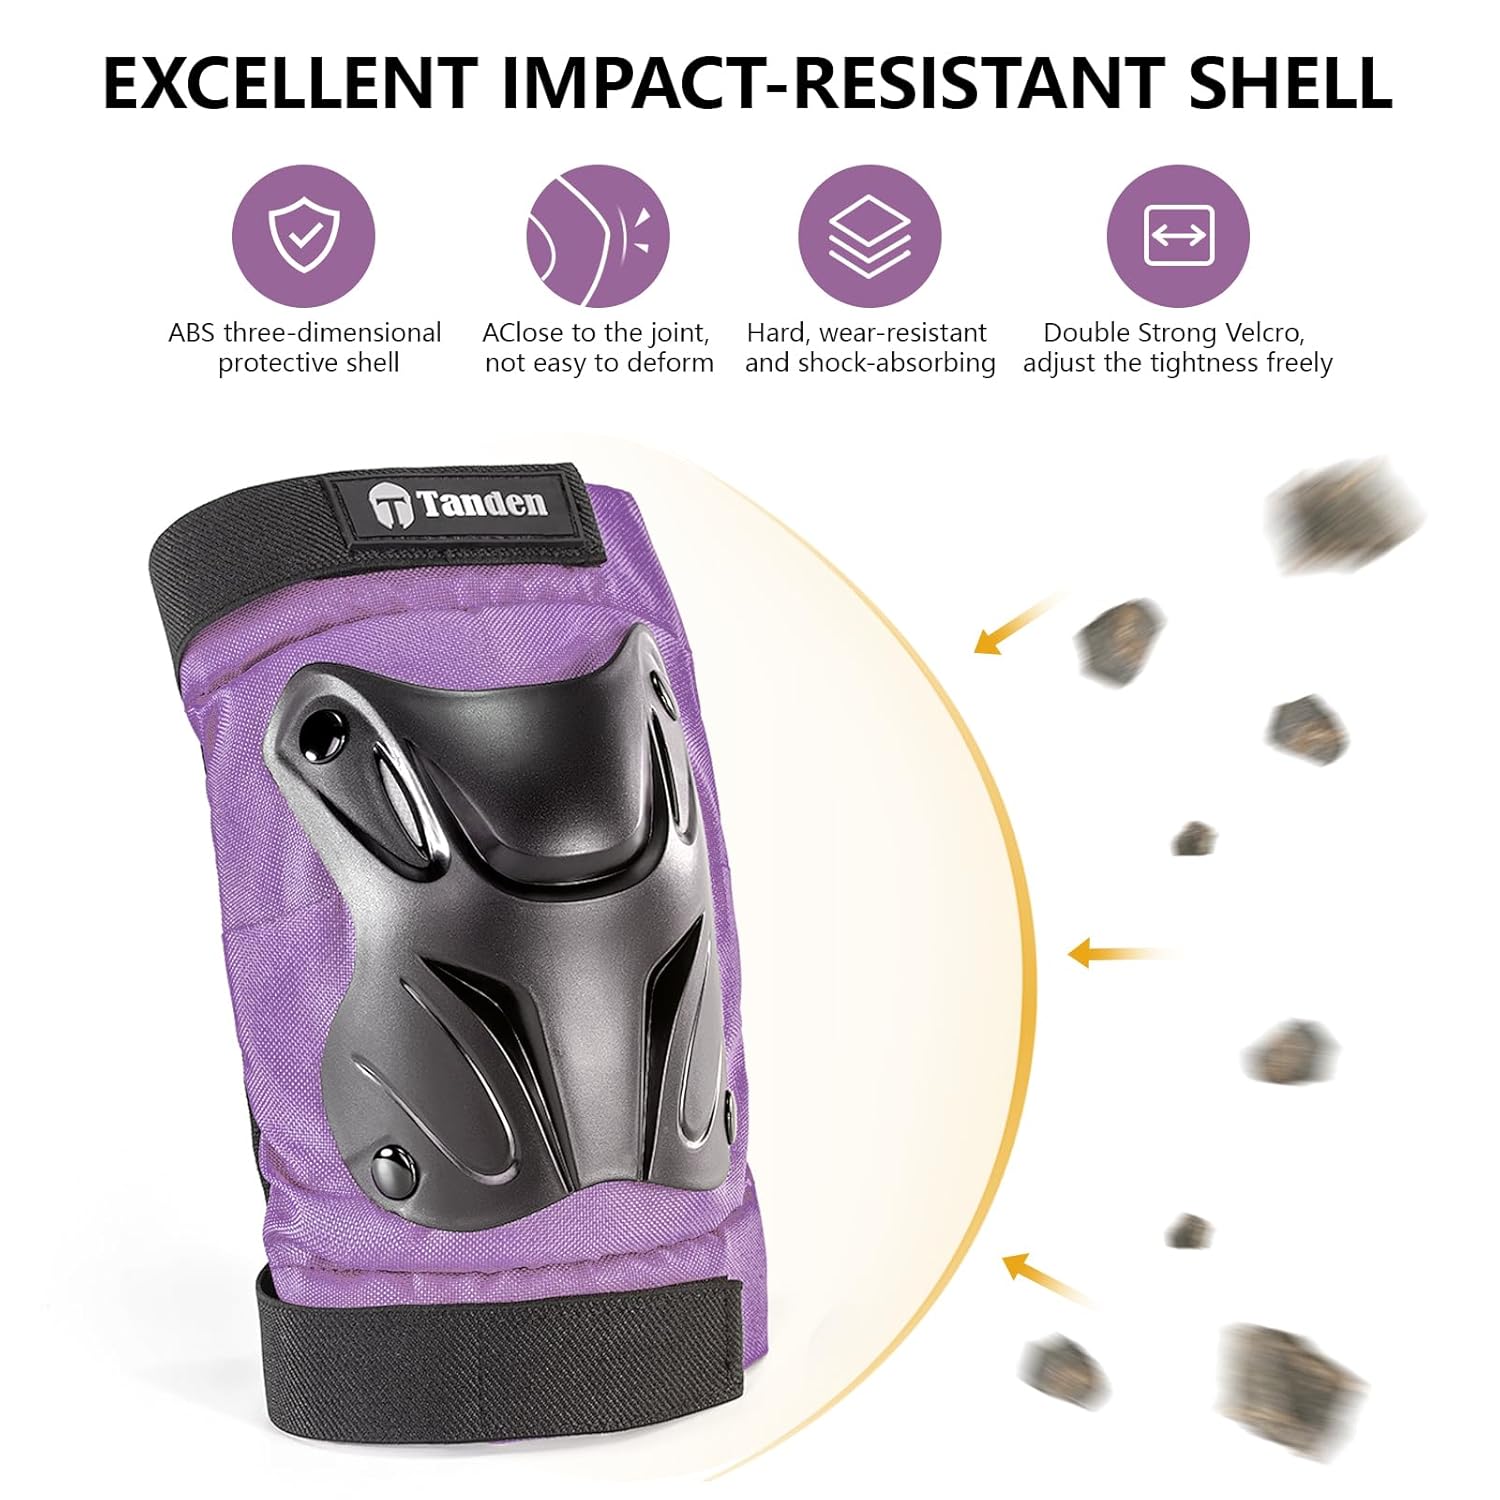 EXCELLENT IMPACT-RESISTANT SHELL
ABS three-dimensional
protective shell
AClose to the joint,
not easy to deform
Hard, wear-resistant
and shock-absorbing
Double Strong Velcro,
adjust the tightness freely
Tanden